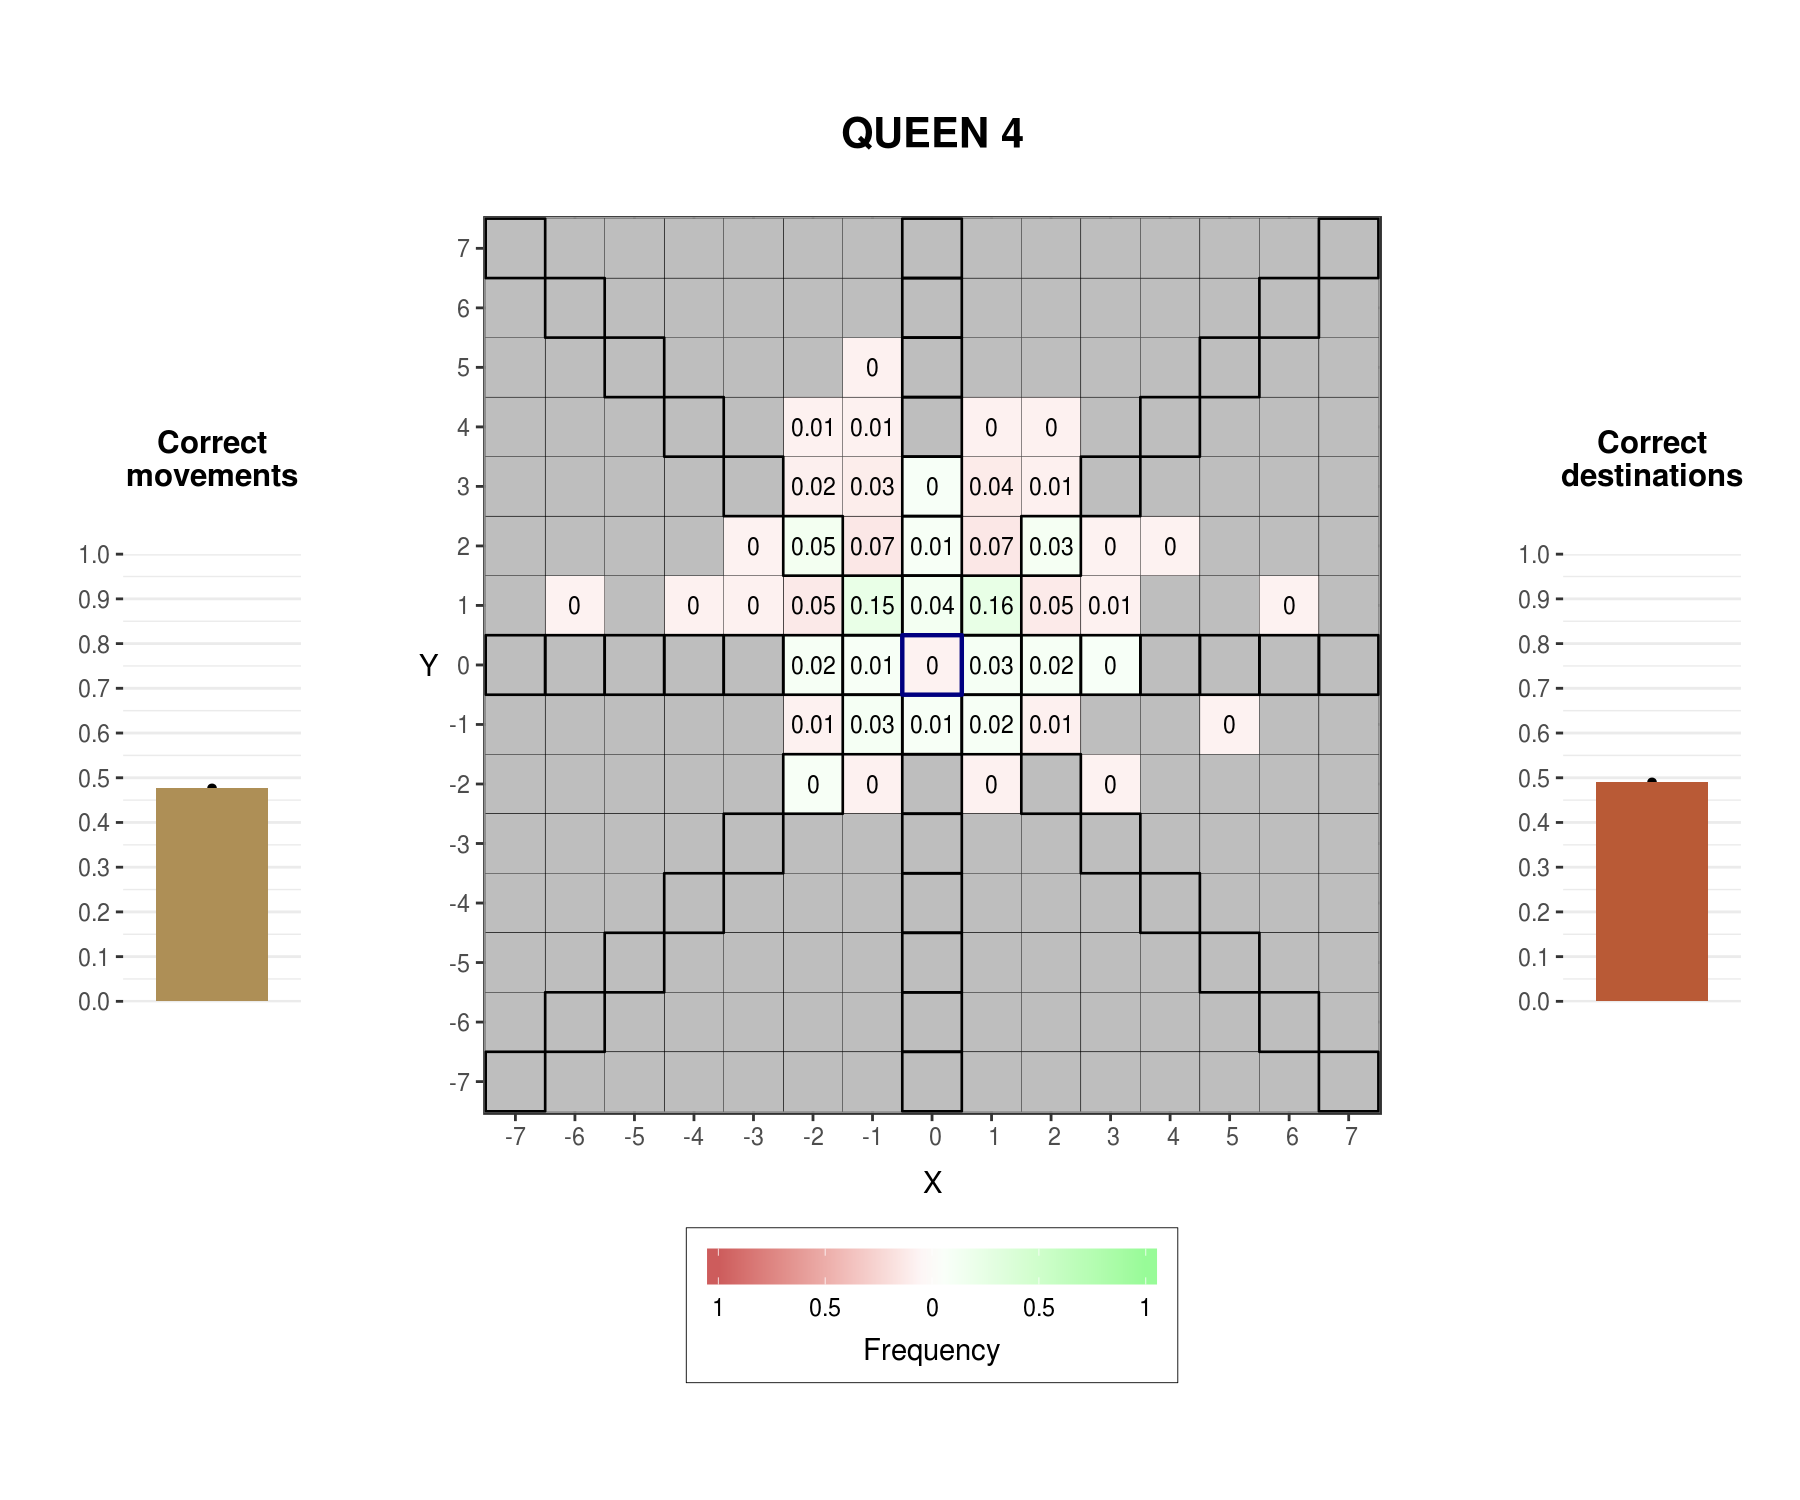 QUEEN 4
Correct
movements
1.0
0.9
0.8
0.7
0.6
0.5
0.4
0.3
0.2
0.1
0.0
Y
7
6
5 0
4 0.01 0.01 0 0
3 0.02 0.03 0 0.04 0.01
2 0 0.05 0.07 0.01 0.07 0.03 0 0
1 0 0 0 0.05 0.15 0.04 0.16 0.05 0.01 0
0 0.02 0.01 0 0.03 0.02 0
-1 0.01 0.03 0.01 0.02 0.01 0
-2 0 0 0 0
-3
-4
-5
-6
-7
-7 -6 -5 -4 -3 -2 -1 0 1 2 3 4 5 6 7
X
1 0.5 0 0.5 1
Frequency
Correct
destinations
1.0
0.9
0.8
0.7
0.6
0.5
0.4
0.3
0.2
0.1
0.0